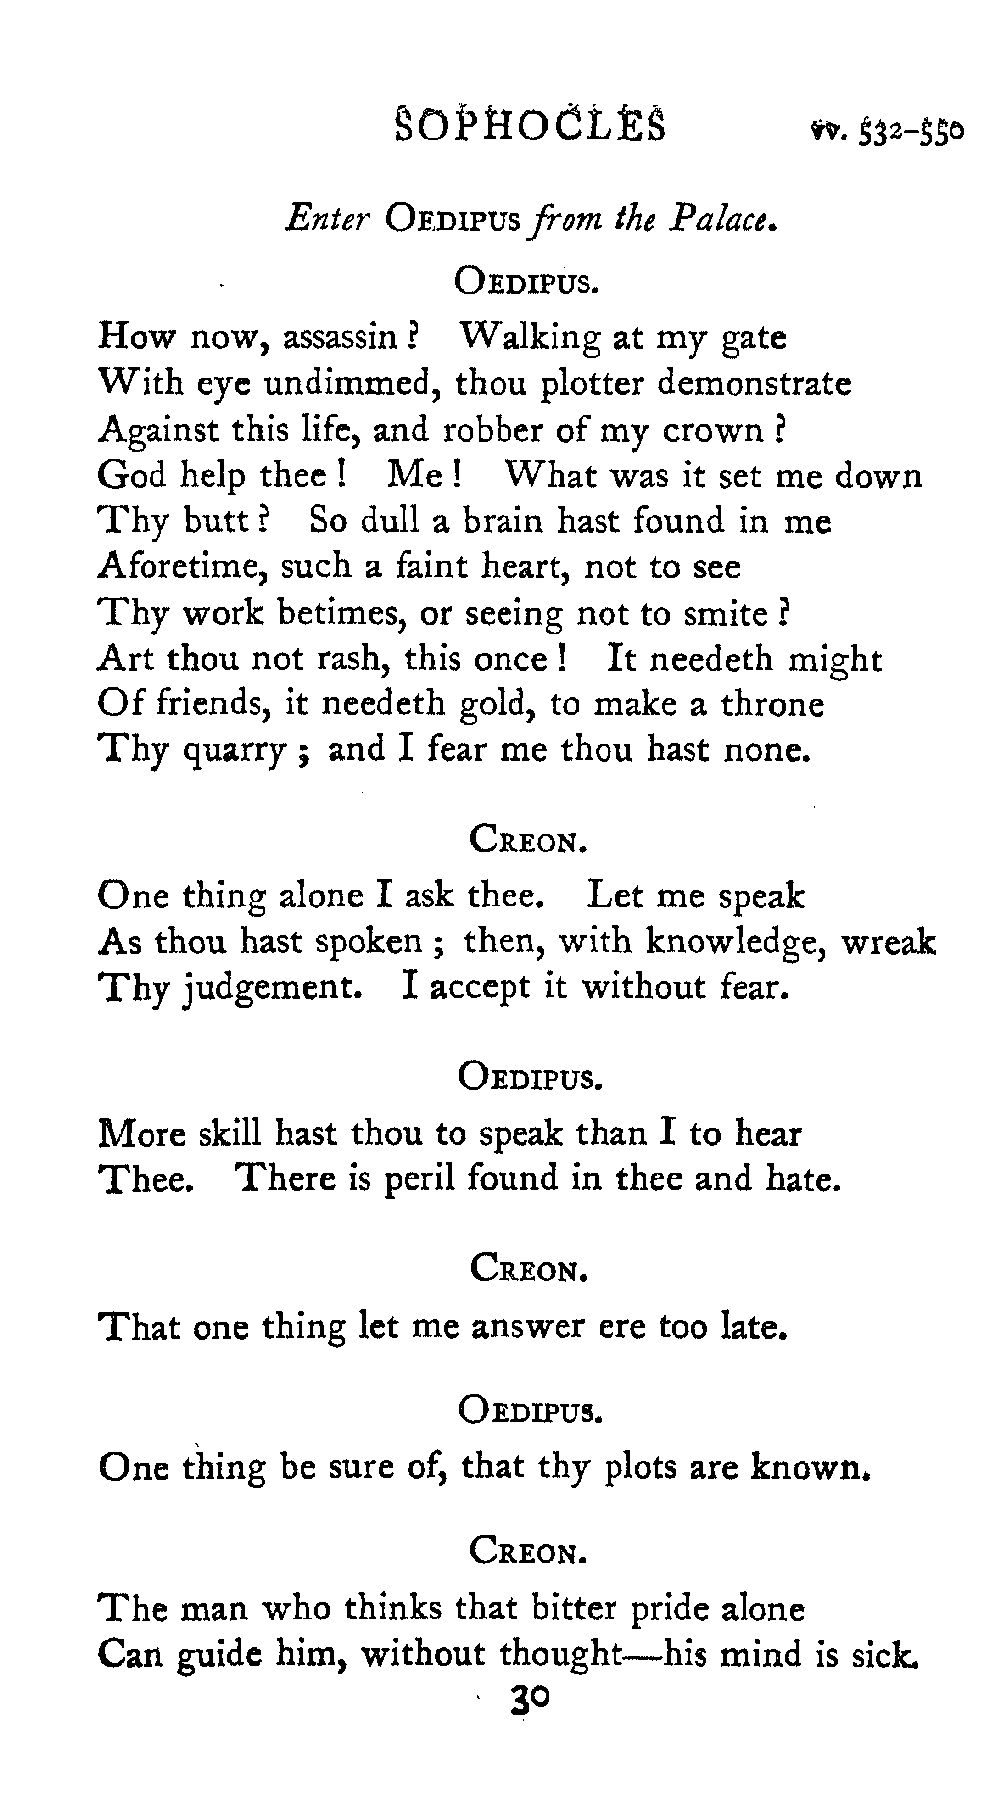 SOPHOCLES vv. 532–550
Enter OEDIPUS from the Palace.
OEDIPUS.
How now, assassin? Walking at my gate
With eye undimmed, thou plotter demonstrate
Against this life, and robber of my crown?
God help thee! Me! What was it set me down
Thy butt? So dull a brain hast found in me
Aforetime, such a faint heart, not to see
Thy work betimes, or seeing not to smite?
Art thou not rash, this once! It needeth might
Of friends, it needeth gold, to make a throne
Thy quarry; and I fear me thou hast none.
CREON.
One thing alone I ask thee. Let me speak
As thou hast spoken; then, with knowledge, wreak
Thy judgement. I accept it without fear.
OEDIPUS.
More skill hast thou to speak than I to hear
Thee. There is peril found in thee and hate.
CREON.
That one thing let me answer ere too late.
OEDIPUS.
One thing be sure of, that thy plots are known.
CREON.
The man who thinks that bitter pride alone
Can guide him, without thought—his mind is sick.
30